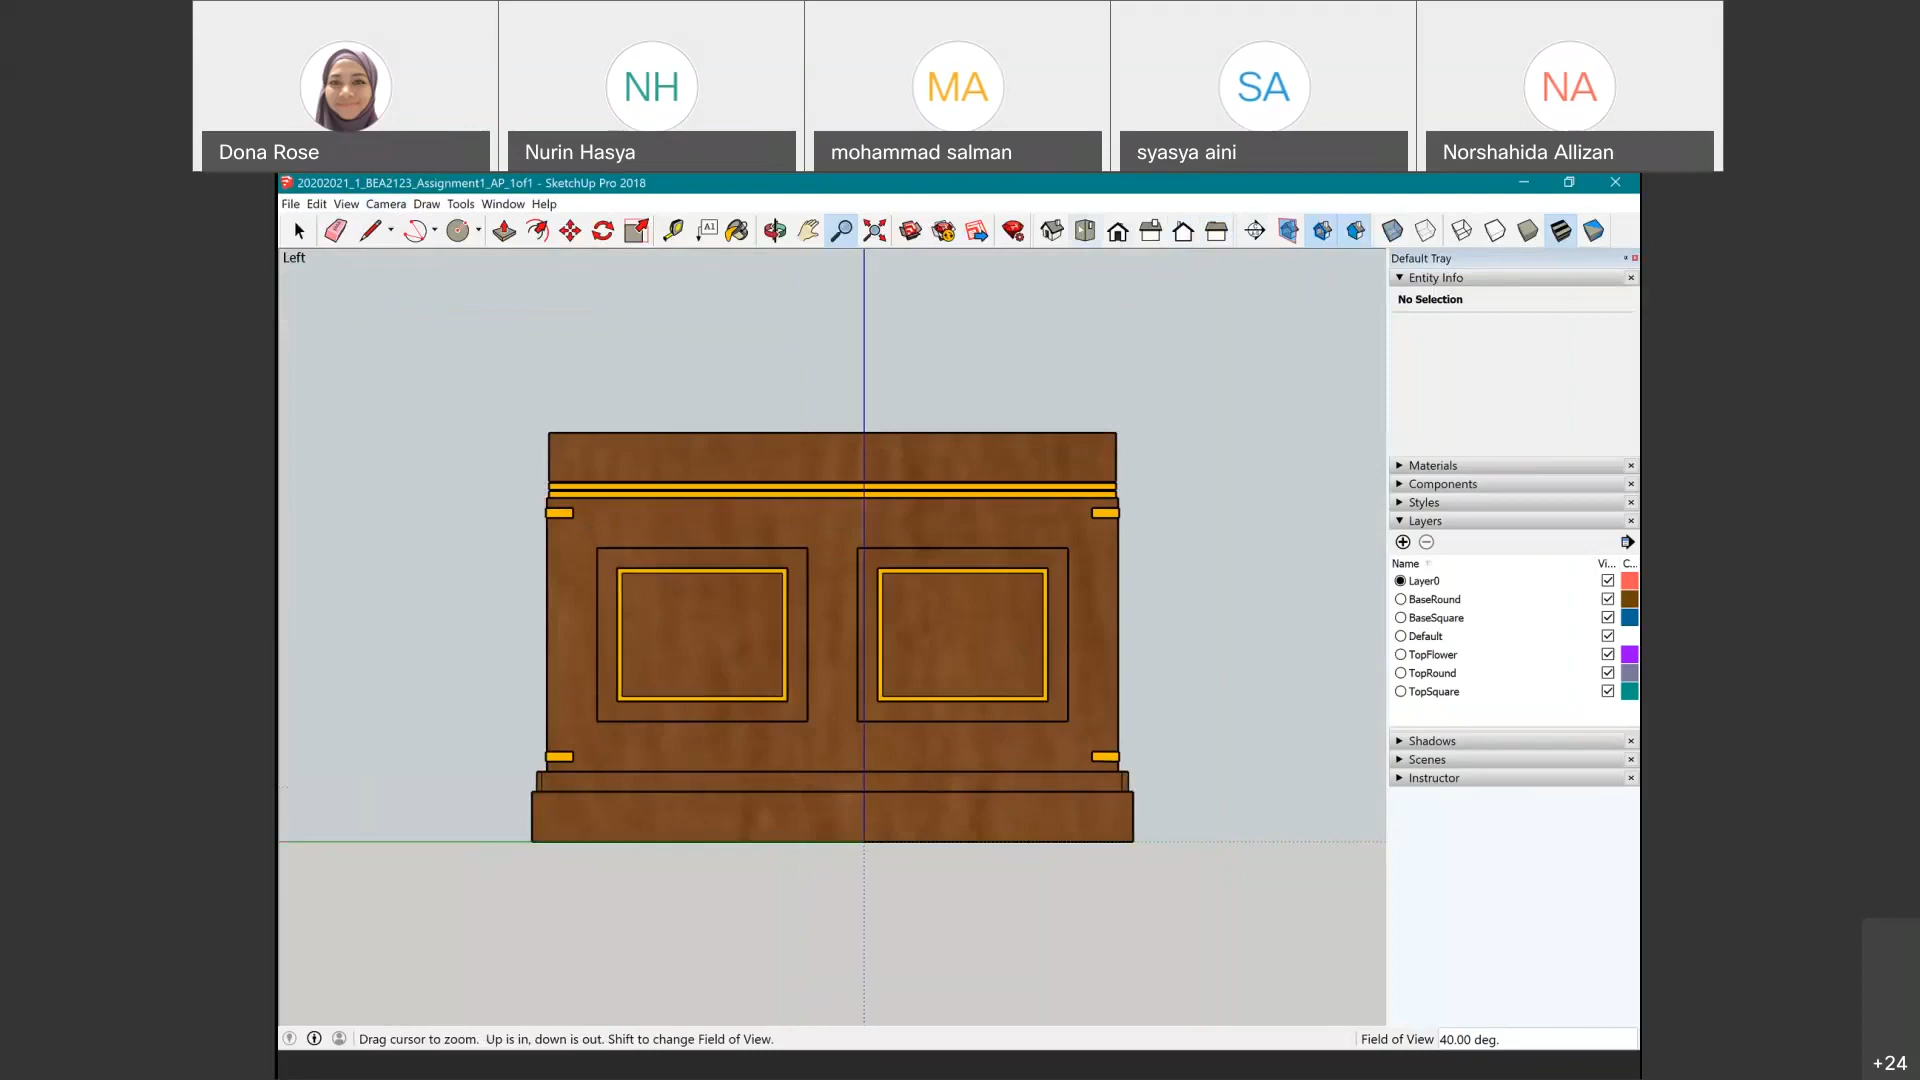 NH
MA
SA
NA
Dona Rose
Nurin Hasya
mohammad salman
syasya aini
Norshahida Allizan
20202021_1_BEA2123_Assignment1_AP_1of1 - SketchUp Pro 2018
File Edit View Camera Draw Tools Window Help
A1
Left
Default Tray
Entity Info
No Selection
Materials
Components
Styles
Layers
Name Vi... C...
Layer0
BaseRound
BaseSquare
Default
TopFlower
TopRound
TopSquare
Shadows
Scenes
Instructor
Drag cursor to zoom. Up is in, down is out. Shift to change Field of View.
Field of View 40.00 deg.
+24